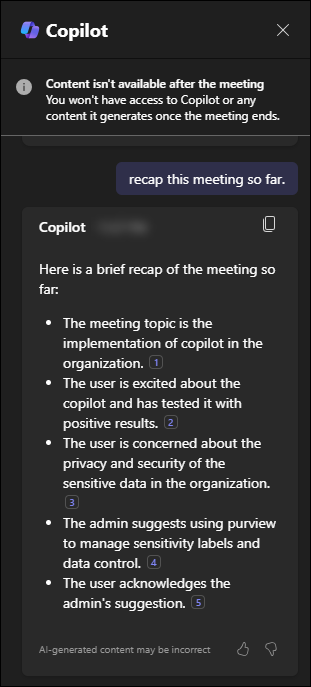 Copilot
Content isn't available after the meeting
You won't have access to Copilot or any
content it generates once the meeting ends.
recap this meeting so far.
Copilot
Here is a brief recap of the meeting so
far:
• The meeting topic is the
implementation of copilot in the
organization. 1
• The user is excited about the
copilot and has tested it with
positive results. 2
• The user is concerned about the
privacy and security of the
sensitive data in the organization.
3
• The admin suggests using purview
to manage sensitivity labels and
data control. 4
• The user acknowledges the
admin's suggestion. 5
AI-generated content may be incorrect